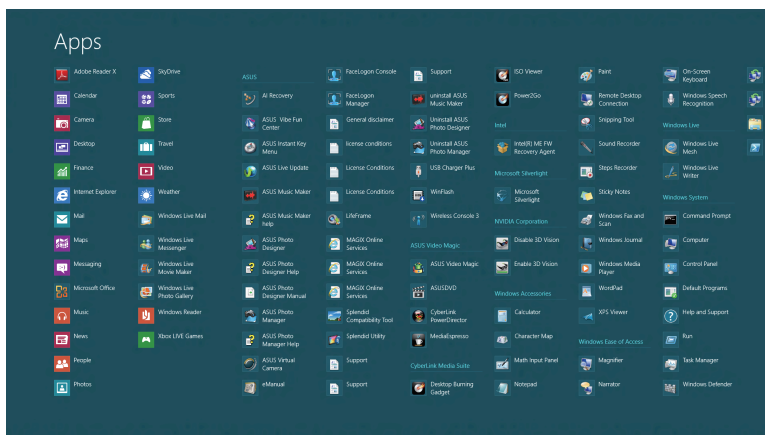 Apps
Adobe Reader X
Calendar
Camera
Desktop
Finance
Internet Explorer
Mail
Maps
Messaging
Microsoft Office
Music
News
People
Photos
SkyDrive
Sports
Store
Travel
Video
Weather
Windows Live Mail
Windows Live
Messenger
Windows Live
Movie Maker
Windows Live
Photo Gallery
Windows Reader
Xbox LIVE Games
ASUS
AI Recovery
ASUS Vibe Fun
Center
ASUS Instant Key
Menu
ASUS Live Update
ASUS Music Maker
ASUS Music Maker
help
ASUS Photo
Designer
ASUS Photo
Designer Help
ASUS Photo
Designer Manual
ASUS Photo
Manager
ASUS Photo
Manager Help
ASUS Virtual
Camera
eManual
FaceLogon Console
FaceLogon
Manager
General disclaimer
license conditions
License Conditions
License Conditions
LifeFrame
MAGIX Online
Services
MAGIX Online
Services
MAGIX Online
Services
Splendid
Compatibility Tool
Splendid Utility
Support
Support
Support
uninstall ASUS
Music Maker
Uninstall ASUS
Photo Designer
Uninstall ASUS
Photo Manager
USB Charger Plus
WinFlash
Wireless Console 3
ASUS Video Magic
ASUS Video Magic
ASUSDVD
CyberLink
PowerDirector
MediaEspresso
CyberLink Media Suite
Desktop Burning
Gadget
ISO Viewer
Power2Go
Intel
Intel(R) ME FW
Recovery Agent
Microsoft Silverlight
Microsoft
Silverlight
NVIDIA Corporation
Disable 3D Vision
Enable 3D Vision
Windows Accessories
Calculator
Character Map
Math Input Panel
Notepad
Paint
Remote Desktop
Connection
Snipping Tool
Sound Recorder
Steps Recorder
Sticky Notes
Windows Fax and
Scan
Windows Journal
Windows Media
Player
WordPad
XPS Viewer
Windows Ease of Access
Magnifier
Narrator
On-Screen
Keyboard
Windows Speech
Recognition
Windows Live
Windows Live
Mesh
Windows Live
Writer
Windows System
Command Prompt
Computer
Control Panel
Default Programs
Help and Support
Run
Task Manager
Windows Defender